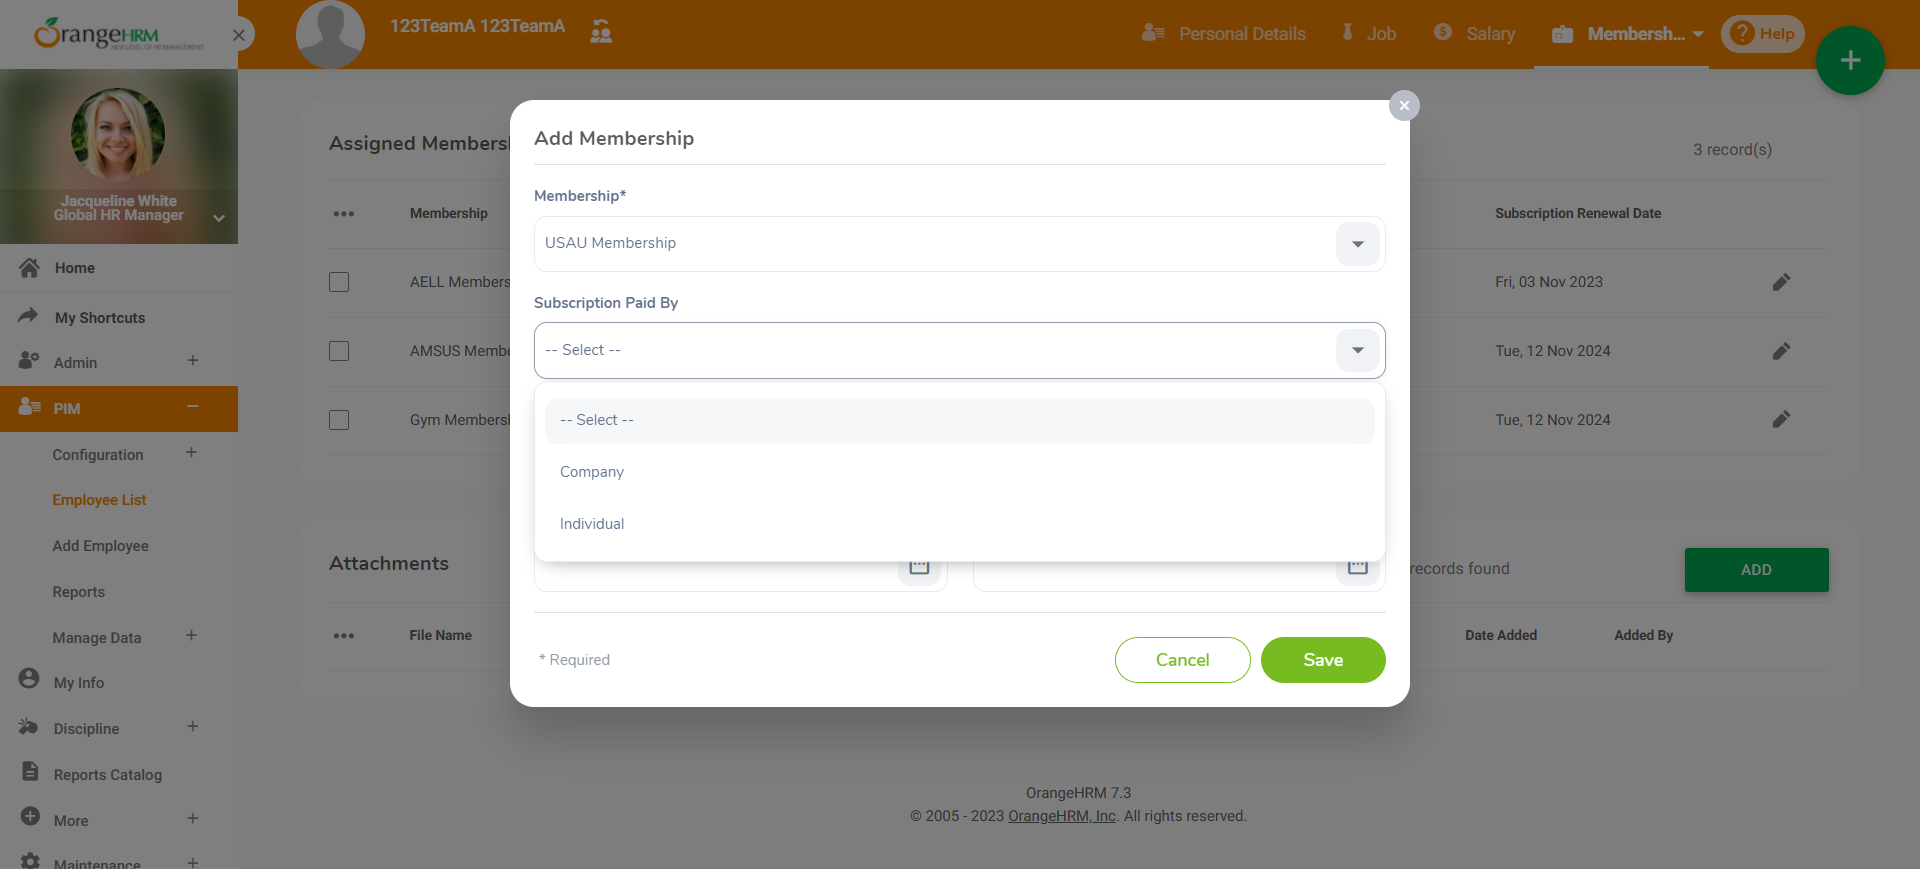 OrangeHRM
NEW LEVEL OF HR MANAGEMENT
123TeamA 123TeamA
Personal Details
Job
Salary
Membersh...
Help
Jacqueline White
Global HR Manager
Home
My Shortcuts
Admin
PIM
Configuration
Employee List
Add Employee
Reports
Manage Data
My Info
Discipline
Reports Catalog
More
Maintenance
Assigned Membersh
3 record(s)
Membership
Subscription Renewal Date
AELL Members
Fri, 03 Nov 2023
AMSUS Membe
Tue, 12 Nov 2024
Gym Membersh
Tue, 12 Nov 2024
Attachments
records found
ADD
File Name
Date Added
Added By
Add Membership
Membership*
USAU Membership
Subscription Paid By
-- Select --
-- Select --
Company
Individual
* Required
Cancel
Save
OrangeHRM 7.3
© 2005 - 2023 OrangeHRM, Inc. All rights reserved.